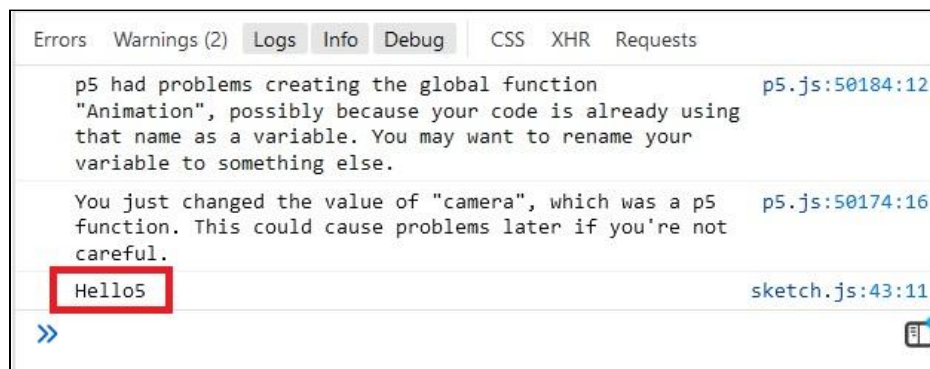 Errors Warnings (2) Logs Info Debug CSS XHR Requests
p5 had problems creating the global function p5.js:50184:12
"Animation", possibly because your code is already using
that name as a variable. You may want to rename your
variable to something else.
You just changed the value of "camera", which was a p5 p5.js:50174:16
function. This could cause problems later if you're not
careful.
Hello5 sketch.js:43:11